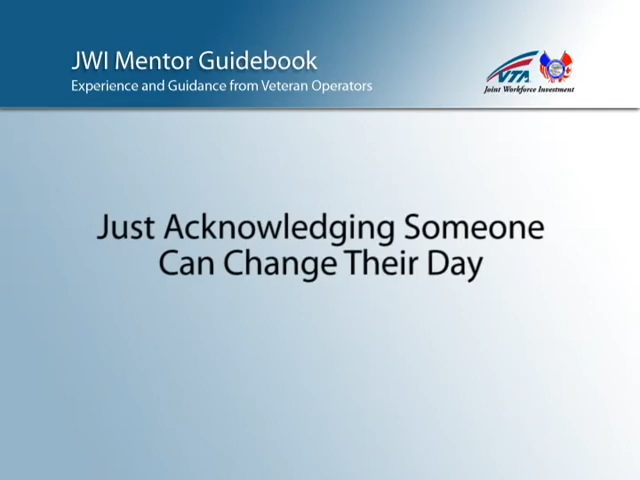 JWI Mentor Guidebook
Experience and Guidance from Veteran Operators
VTA
Joint Workforce Investment
Just Acknowledging Someone
Can Change Their Day